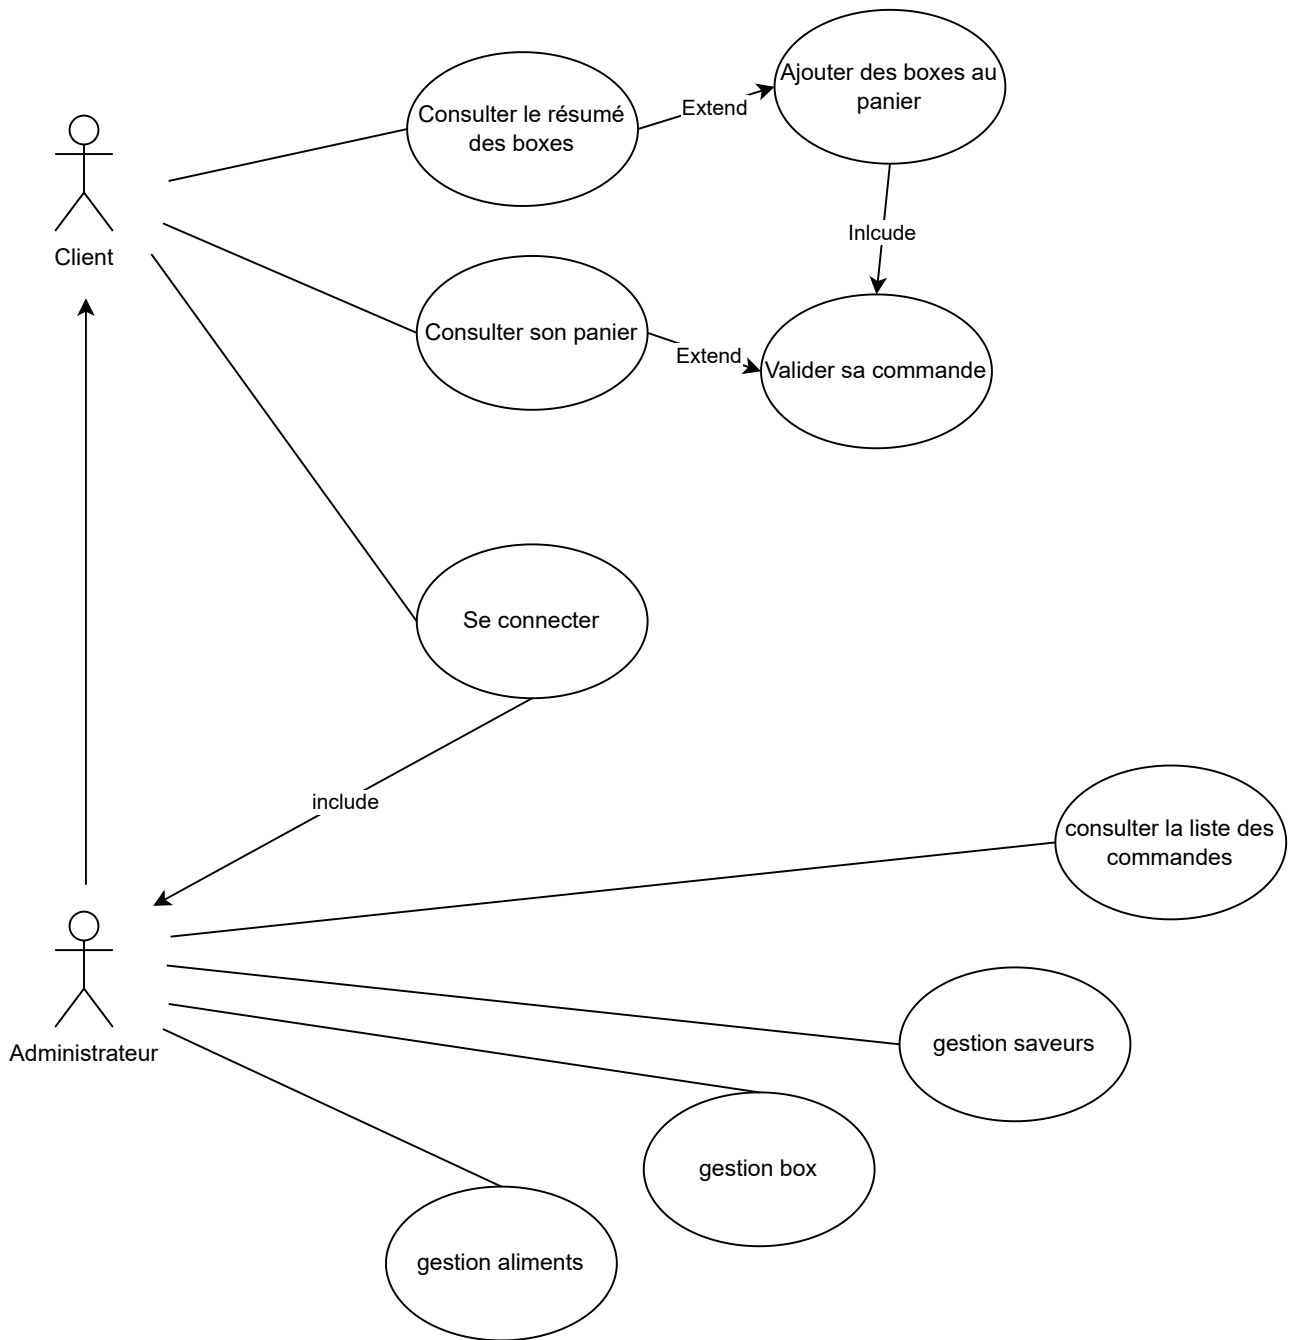 Ajouter des boxes au
panier
Consulter le résumé
des boxes
Extend
Client
Inlcude
Consulter son panier
Extend
Valider sa commande
Se connecter
include
consulter la liste des
commandes
Administrateur
gestion saveurs
gestion box
gestion aliments